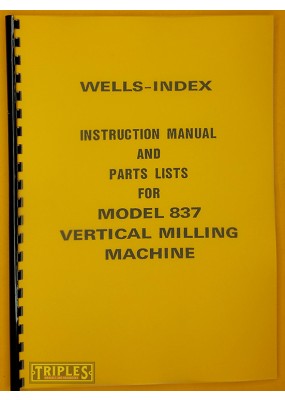 WELLS-INDEX
INSTRUCTION MANUAL
AND
PARTS LISTS
FOR
MODEL 837
VERTICAL MILLING
MACHINE
TRIPLES